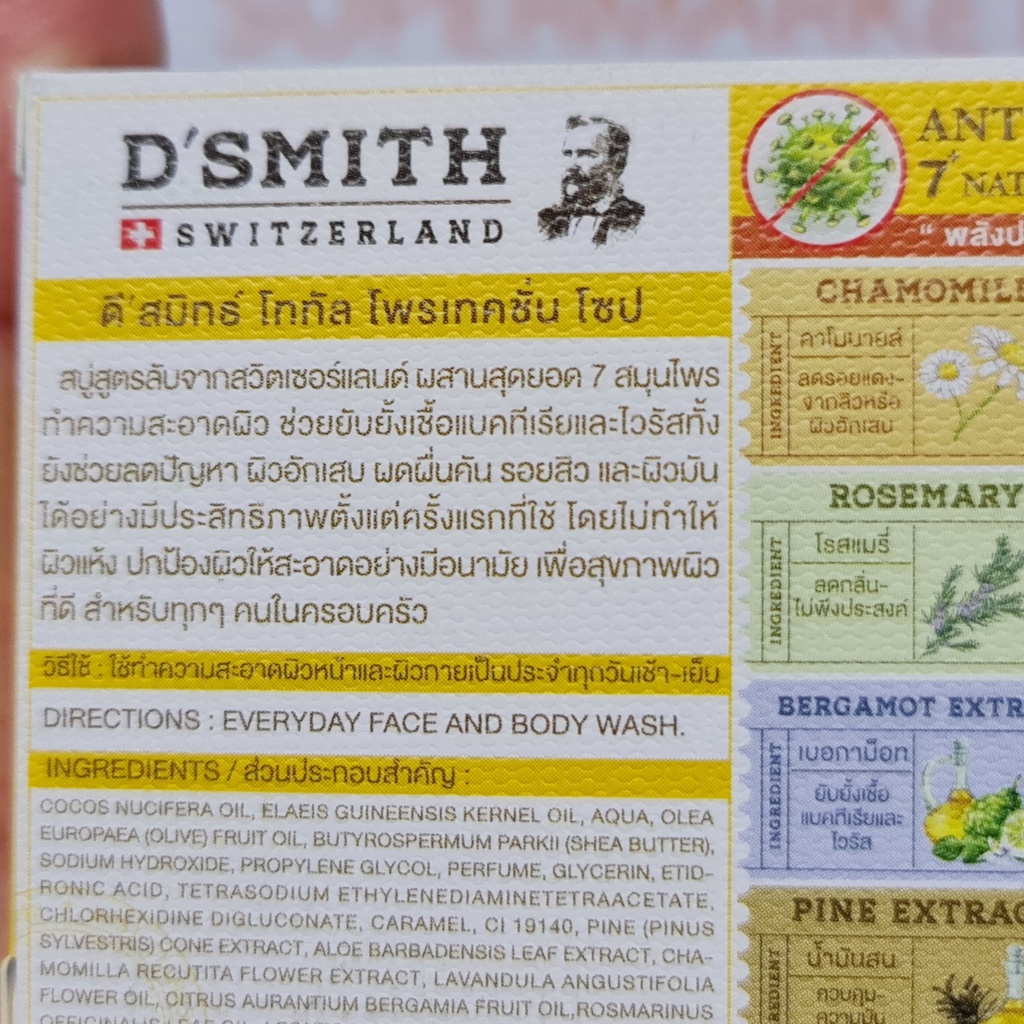 D'SMITH
SWITZERLAND
ดี'สมิทธ์ โททัล โพรเทคชั่น โซป
สบู่สูตรลับจากสวิตเซอร์แลนด์ ผสานสุดยอด 7 สมุนไพร
ทำความสะอาดผิว ช่วยยับยั้งเชื้อแบคทีเรียและไวรัสทั้ง
ยังช่วยลดปัญหา ผิวอักเสบ ผดผื่นคัน รอยสิว และผิวมัน
ได้อย่างมีประสิทธิภาพตั้งแต่ครั้งแรกที่ใช้ โดยไม่ทำให้
ผิวแห้ง ปกป้องผิวให้สะอาดอย่างมีอนามัย เพื่อสุขภาพผิว
ที่ดี สำหรับทุกๆ คนในครอบครัว
วิธีใช้ : ใช้ทำความสะอาดผิวหน้าและผิวกายเป็นประจำทุกวันเช้า-เย็น
DIRECTIONS : EVERYDAY FACE AND BODY WASH.
INGREDIENTS / ส่วนประกอบสำคัญ :
COCOS NUCIFERA OIL, ELAEIS GUINEENSIS KERNEL OIL, AQUA, OLEA
EUROPAEA (OLIVE) FRUIT OIL, BUTYROSPERMUM PARKII (SHEA BUTTER),
SODIUM HYDROXIDE, PROPYLENE GLYCOL, PERFUME, GLYCERIN, ETID-
RONIC ACID, TETRASODIUM ETHYLENEDIAMINETETRAACETATE,
CHLORHEXIDINE DIGLUCONATE, CARAMEL, CI 19140, PINE (PINUS
SYLVESTRIS) CONE EXTRACT, ALOE BARBADENSIS LEAF EXTRACT, CHA-
MOMILLA RECUTITA FLOWER EXTRACT, LAVANDULA ANGUSTIFOLIA
FLOWER OIL, CITRUS AURANTIUM BERGAMIA FRUIT OIL,ROSMARINUS
ANT
7+ NAT
" พลังป
CHAMOMILE
INGREDIENT
คาโมมายล์
ลดรอยแดง-
จากสิวหรือ
ผิวอักเสบ
ROSEMARY
INGREDIENT
โรสแมรี่
ลดกลิ่น-
ไม่พึงประสงค์
BERGAMOT EXTR
INGREDIENT
เบอกาม็อท
ยับยั้งเชื้อ
แบคทีเรียและ
ไวรัส
PINE EXTRAC
REDIENT
น้ำมันสน
ควบคุม-
ความมัน